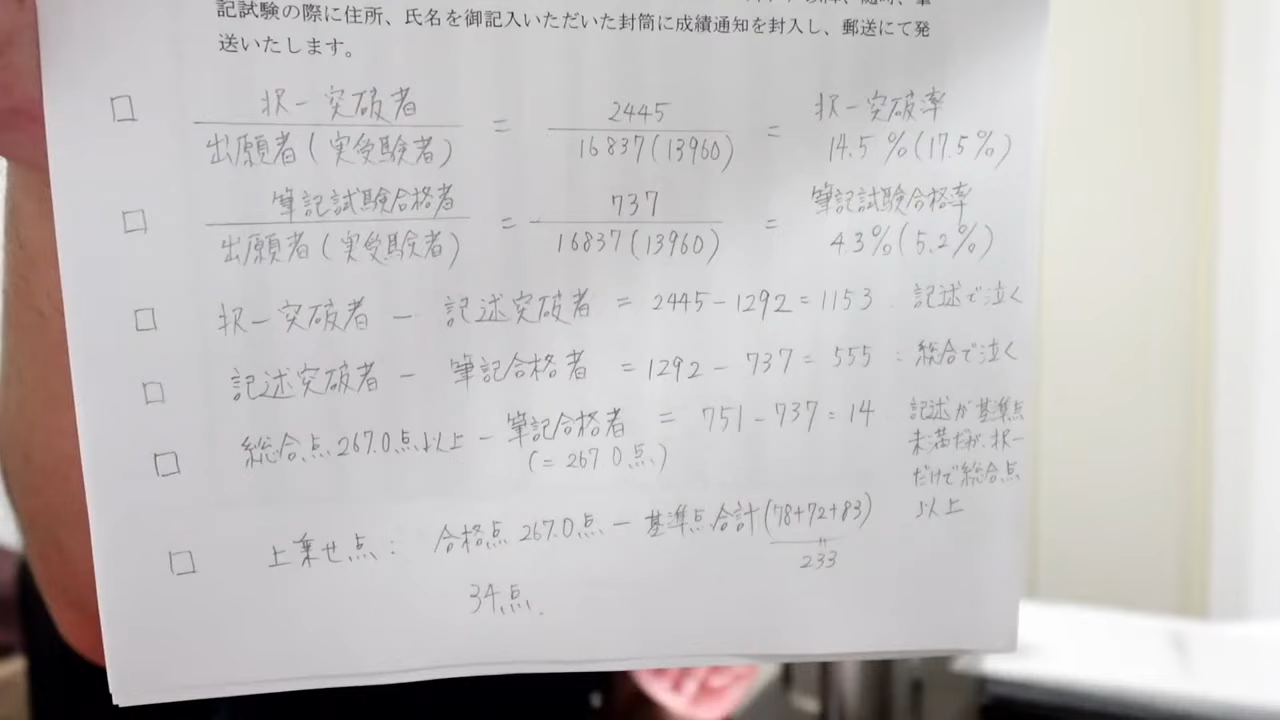 記試験の際に住所、氏名を御記入いただいた封筒に成績通知を封入し、郵送にて発
送いたします。
□ 択一突破者 / 出願者(実受験者) = 2445 / 16837(13960) = 択一突破率 14.5%(17.5%)
□ 筆記試験合格者 / 出願者(実受験者) = 737 / 16837(13960) = 筆記試験合格率 4.3%(5.2%)
□ 択一突破者 − 記述突破者 = 2445−1292=1153 : 記述で泣く
□ 記述突破者 − 筆記合格者 = 1292 − 737 = 555 : 総合で泣く
□ 総合点267.0点以上 − 筆記合格者 = 751−737=14 記述が基準点
(=267.0点) 未満だが、択一
だけで総合点
以上
□ 上乗せ点: 合格点 267.0点 − 基準点合計(78+72+83)
233
34点.